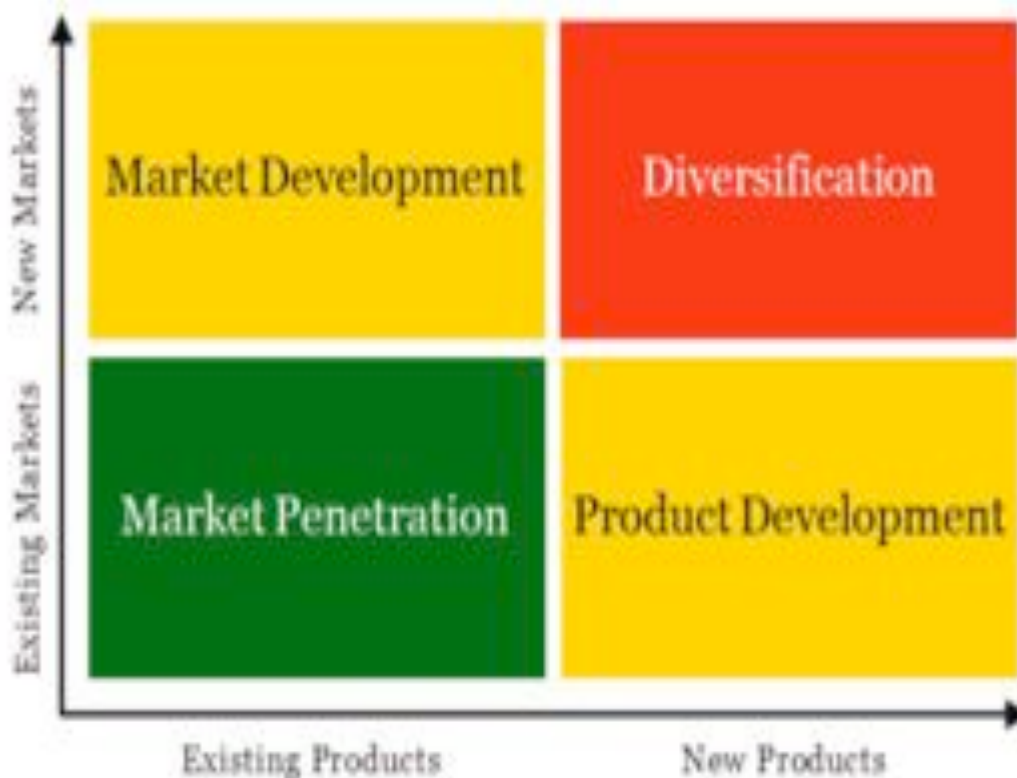 New Markets
Market Development
Diversification
Existing Markets
Market Penetration
Product Development
Existing Products
New Products